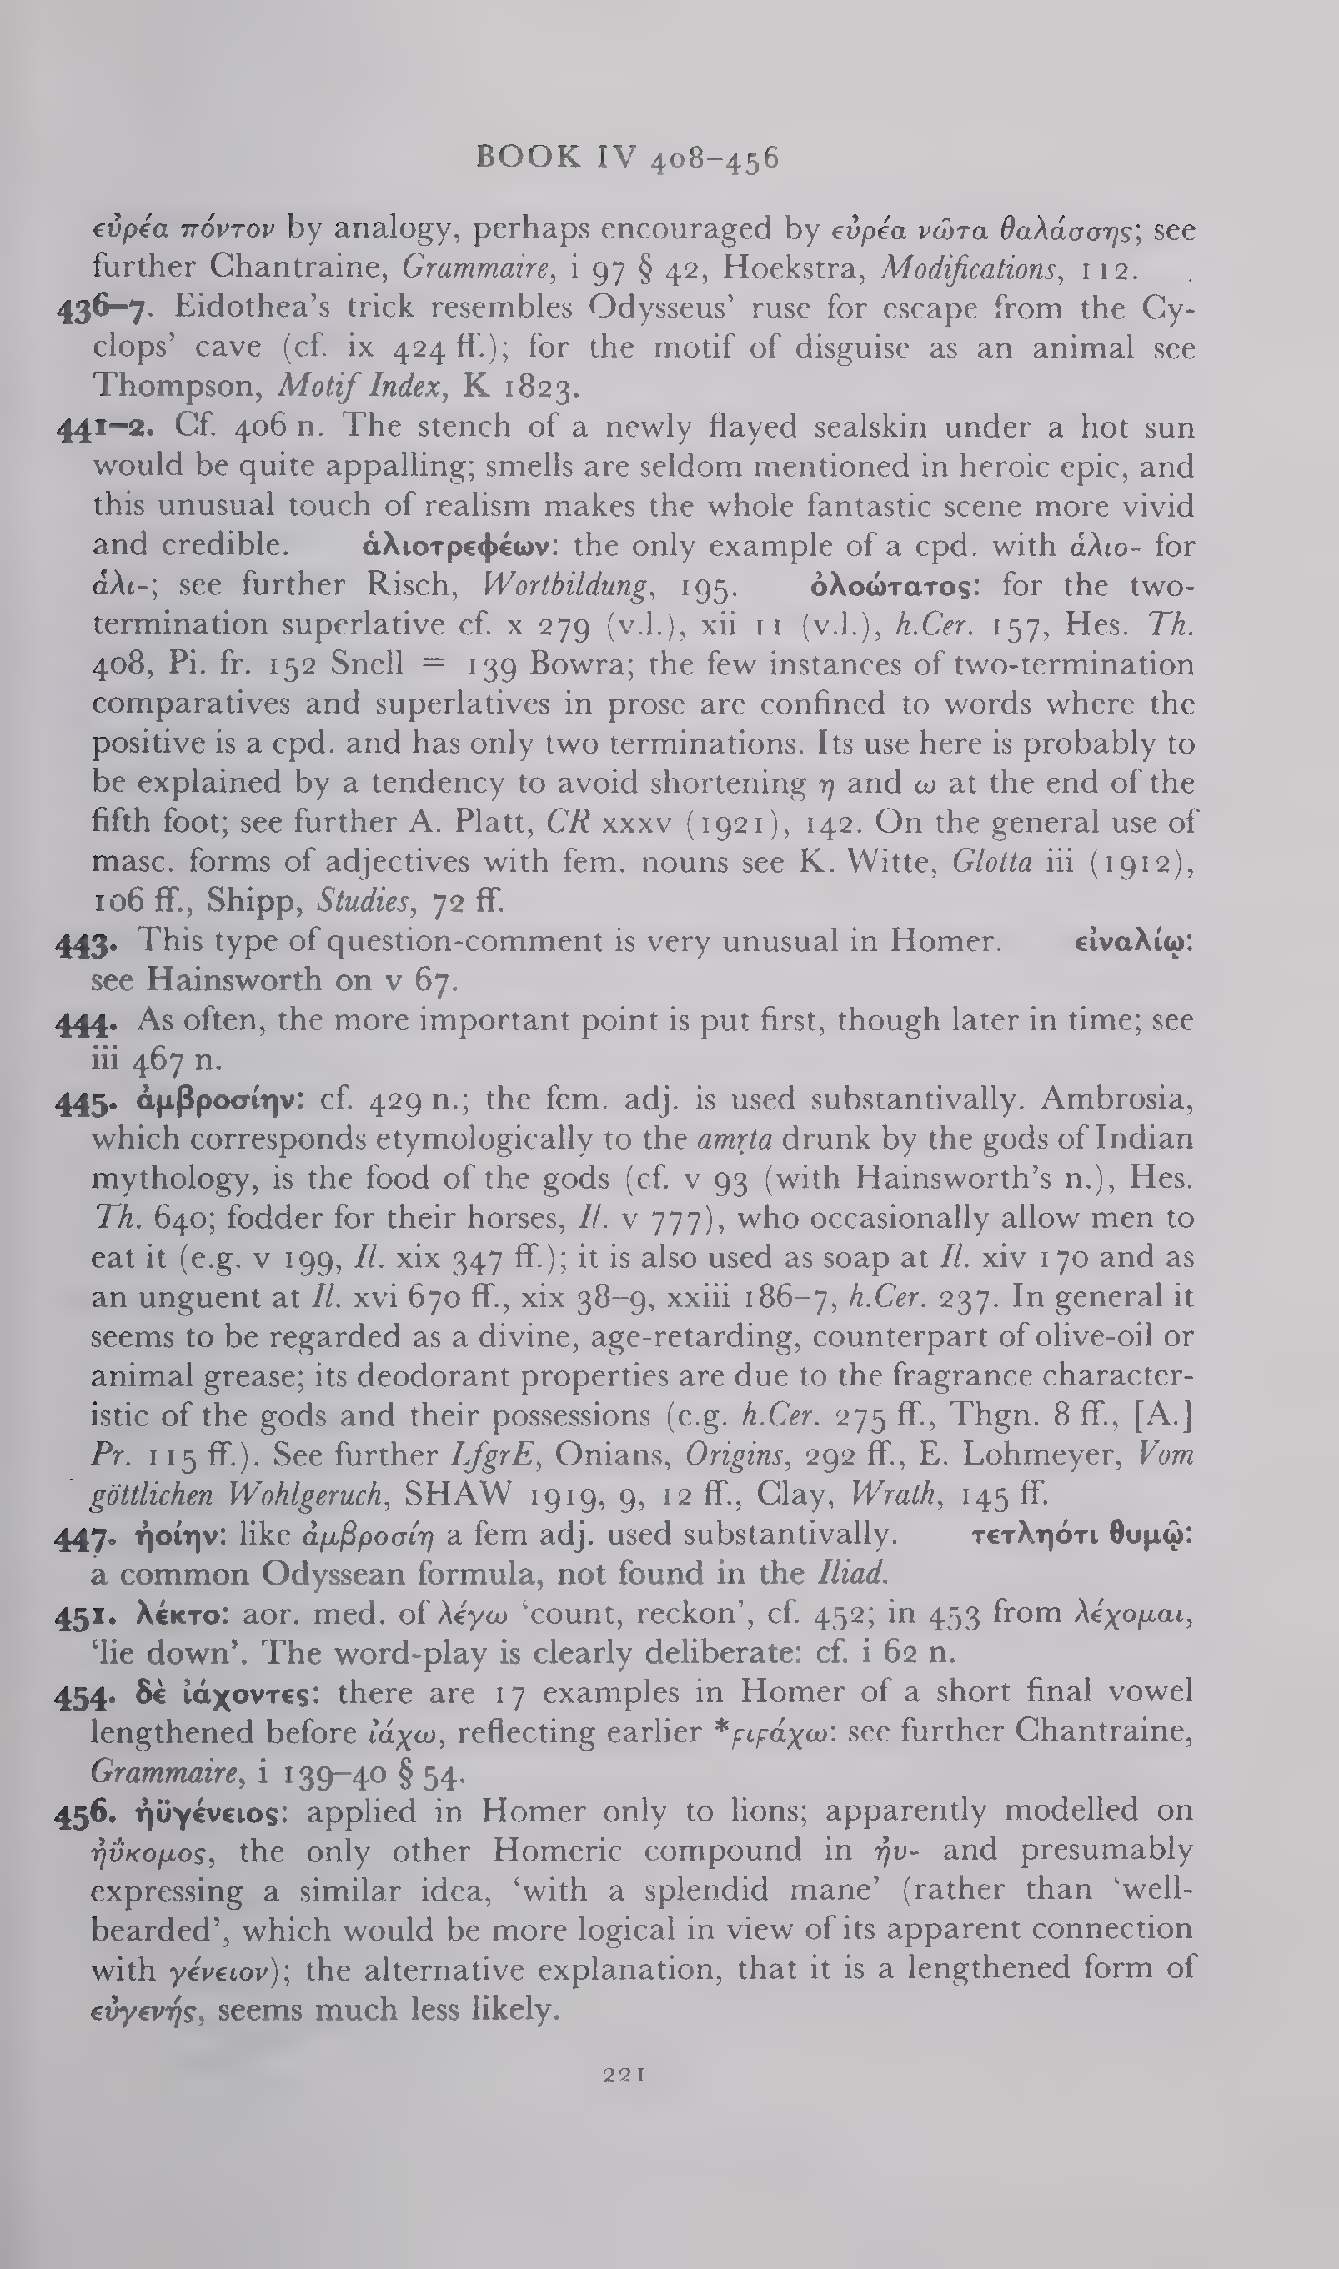 BOOK IV 408–456
εὐρέα πόντον by analogy, perhaps encouraged by εὐρέα νῶτα θαλάσσης; see
further Chantraine, Grammaire, i 97 § 42, Hoekstra, Modifications, 112.
436–7. Eidothea’s trick resembles Odysseus’ ruse for escape from the Cy-
clops’ cave (cf. ix 424 ff.); for the motif of disguise as an animal see
Thompson, Motif Index, K 1823.
441–2. Cf. 406 n. The stench of a newly flayed sealskin under a hot sun
would be quite appalling; smells are seldom mentioned in heroic epic, and
this unusual touch of realism makes the whole fantastic scene more vivid
and credible. ἁλιοτρεφέων: the only example of a cpd. with ἁλιο- for
ἁλι-; see further Risch, Wortbildung, 195. ὀλοώτατος: for the two-
termination superlative cf. x 279 (v.l.), xii 11 (v.l.), h.Cer. 157, Hes. Th.
408, Pi. fr. 152 Snell = 139 Bowra; the few instances of two-termination
comparatives and superlatives in prose are confined to words where the
positive is a cpd. and has only two terminations. Its use here is probably to
be explained by a tendency to avoid shortening η and ω at the end of the
fifth foot; see further A. Platt, CR xxxv (1921), 142. On the general use of
masc. forms of adjectives with fem. nouns see K. Witte, Glotta iii (1912),
106 ff., Shipp, Studies, 72 ff.
443. This type of question-comment is very unusual in Homer. εἰναλίῳ:
see Hainsworth on v 67.
444. As often, the more important point is put first, though later in time; see
iii 467 n.
445. ἀμβροσίην: cf. 429 n.; the fem. adj. is used substantivally. Ambrosia,
which corresponds etymologically to the amṛta drunk by the gods of Indian
mythology, is the food of the gods (cf. v 93 (with Hainsworth’s n.), Hes.
Th. 640; fodder for their horses, Il. v 777), who occasionally allow men to
eat it (e.g. v 199, Il. xix 347 ff.); it is also used as soap at Il. xiv 170 and as
an unguent at Il. xvi 670 ff., xix 38–9, xxiii 186–7, h.Cer. 237. In general it
seems to be regarded as a divine, age-retarding, counterpart of olive-oil or
animal grease; its deodorant properties are due to the fragrance character-
istic of the gods and their possessions (e.g. h.Cer. 275 ff., Thgn. 8 ff., [A.]
Pr. 115 ff.). See further LfgrE, Onians, Origins, 292 ff., E. Lohmeyer, Vom
göttlichen Wohlgeruch, SHAW 1919, 9, 12 ff., Clay, Wrath, 145 ff.
447. ἠοίην: like ἀμβροσίη a fem adj. used substantivally. τετληότι θυμῷ:
a common Odyssean formula, not found in the Iliad.
451. λέκτο: aor. med. of λέγω ‘count, reckon’, cf. 452; in 453 from λέχομαι,
‘lie down’. The word-play is clearly deliberate: cf. i 62 n.
454. δὲ ἰάχοντες: there are 17 examples in Homer of a short final vowel
lengthened before ἰάχω, reflecting earlier *ϝιϝάχω: see further Chantraine,
Grammaire, i 139–40 § 54.
456. ἠϋγένειος: applied in Homer only to lions; apparently modelled on
ἠΰκομος, the only other Homeric compound in ἠυ- and presumably
expressing a similar idea, ‘with a splendid mane’ (rather than ‘well-
bearded’, which would be more logical in view of its apparent connection
with γένειον); the alternative explanation, that it is a lengthened form of
εὐγενής, seems much less likely.
221